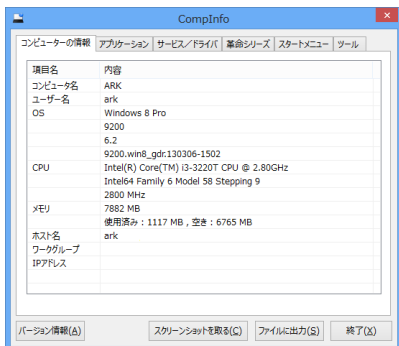 CompInfo
コンピューターの情報 アプリケーション サービス／ドライバ 革命シリーズ スタートメニュー ツール
項目名 内容
コンピュータ名 ARK
ユーザー名 ark
OS Windows 8 Pro
9200
6.2
9200.win8_gdr.130306-1502
CPU Intel(R) Core(TM) i3-3220T CPU @ 2.80GHz
Intel64 Family 6 Model 58 Stepping 9
2800 MHz
メモリ 7882 MB
使用済み : 1117 MB , 空き : 6765 MB
ホスト名 ark
ワークグループ
IPアドレス
バージョン情報(A) スクリーンショットを取る(C) ファイルに出力(S) 終了(X)